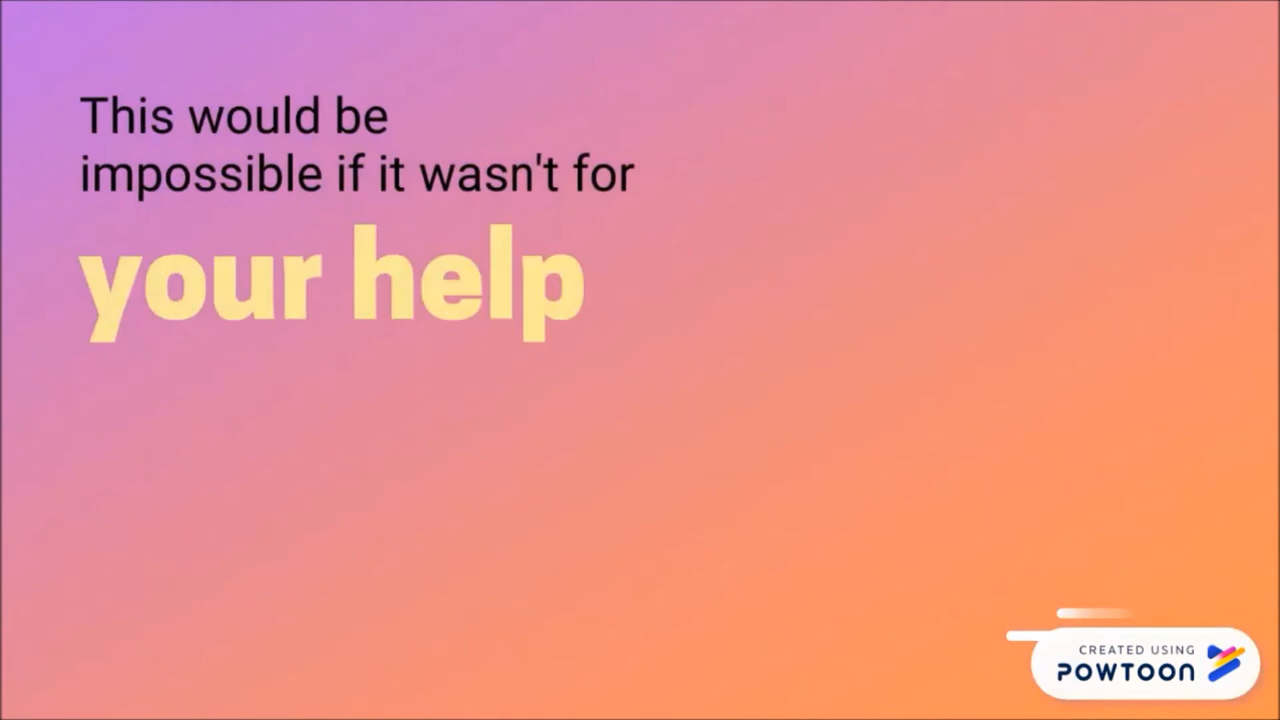 This would be
impossible if it wasn't for
your help
CREATED USING
POWTOON